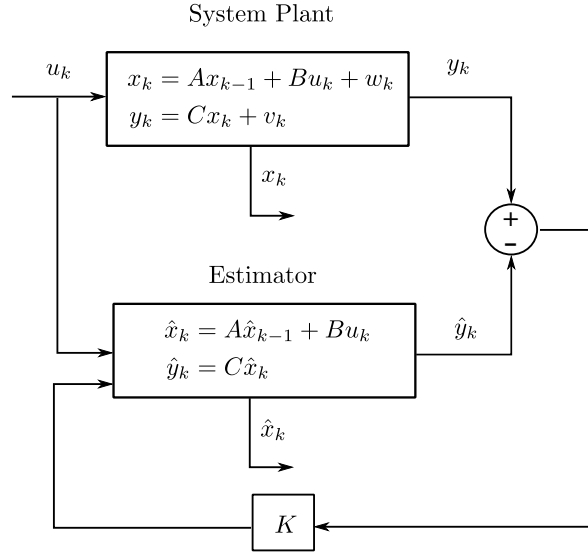 System Plant
u_k
x_k = Ax_{k-1} + Bu_k + w_k
y_k = Cx_k + v_k
y_k
x_k
+
-
Estimator
x̂_k = Ax̂_{k-1} + Bu_k
ŷ_k = Cx̂_k
ŷ_k
x̂_k
K